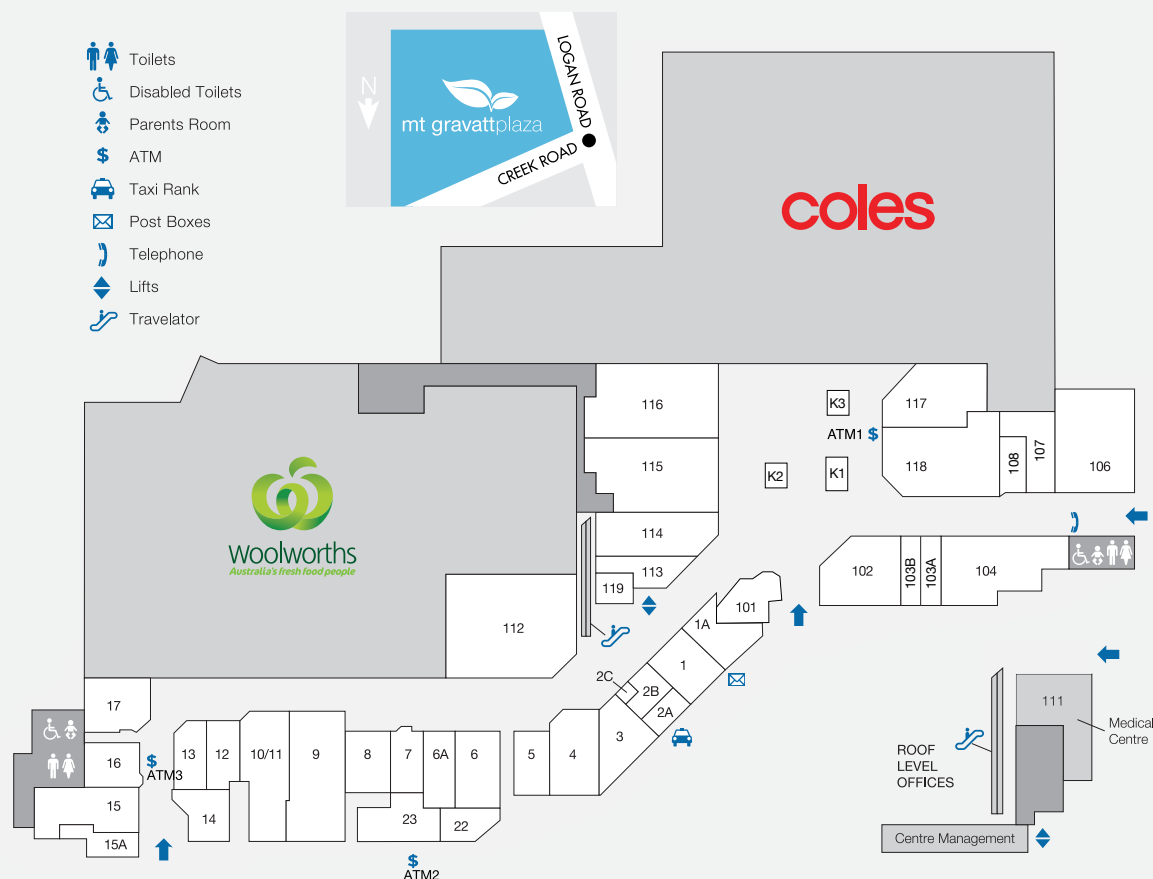 Toilets
Disabled Toilets
Parents Room
ATM
Taxi Rank
Post Boxes
Telephone
Lifts
Travelator
N
mt gravattplaza
LOGAN ROAD
CREEK ROAD
coles
Woolworths
Australia's fresh food people
116
115
114
113
119
112
K3
ATM1 $
K2
K1
117
118
108
107
106
102
103B
103A
104
101
1A
1
2C
2B
2A
3
4
5
6
6A
7
8
9
10/11
12
13
14
23
22
$
ATM2
17
16
$
ATM3
15
15A
111
Medical
Centre
ROOF
LEVEL
OFFICES
Centre Management